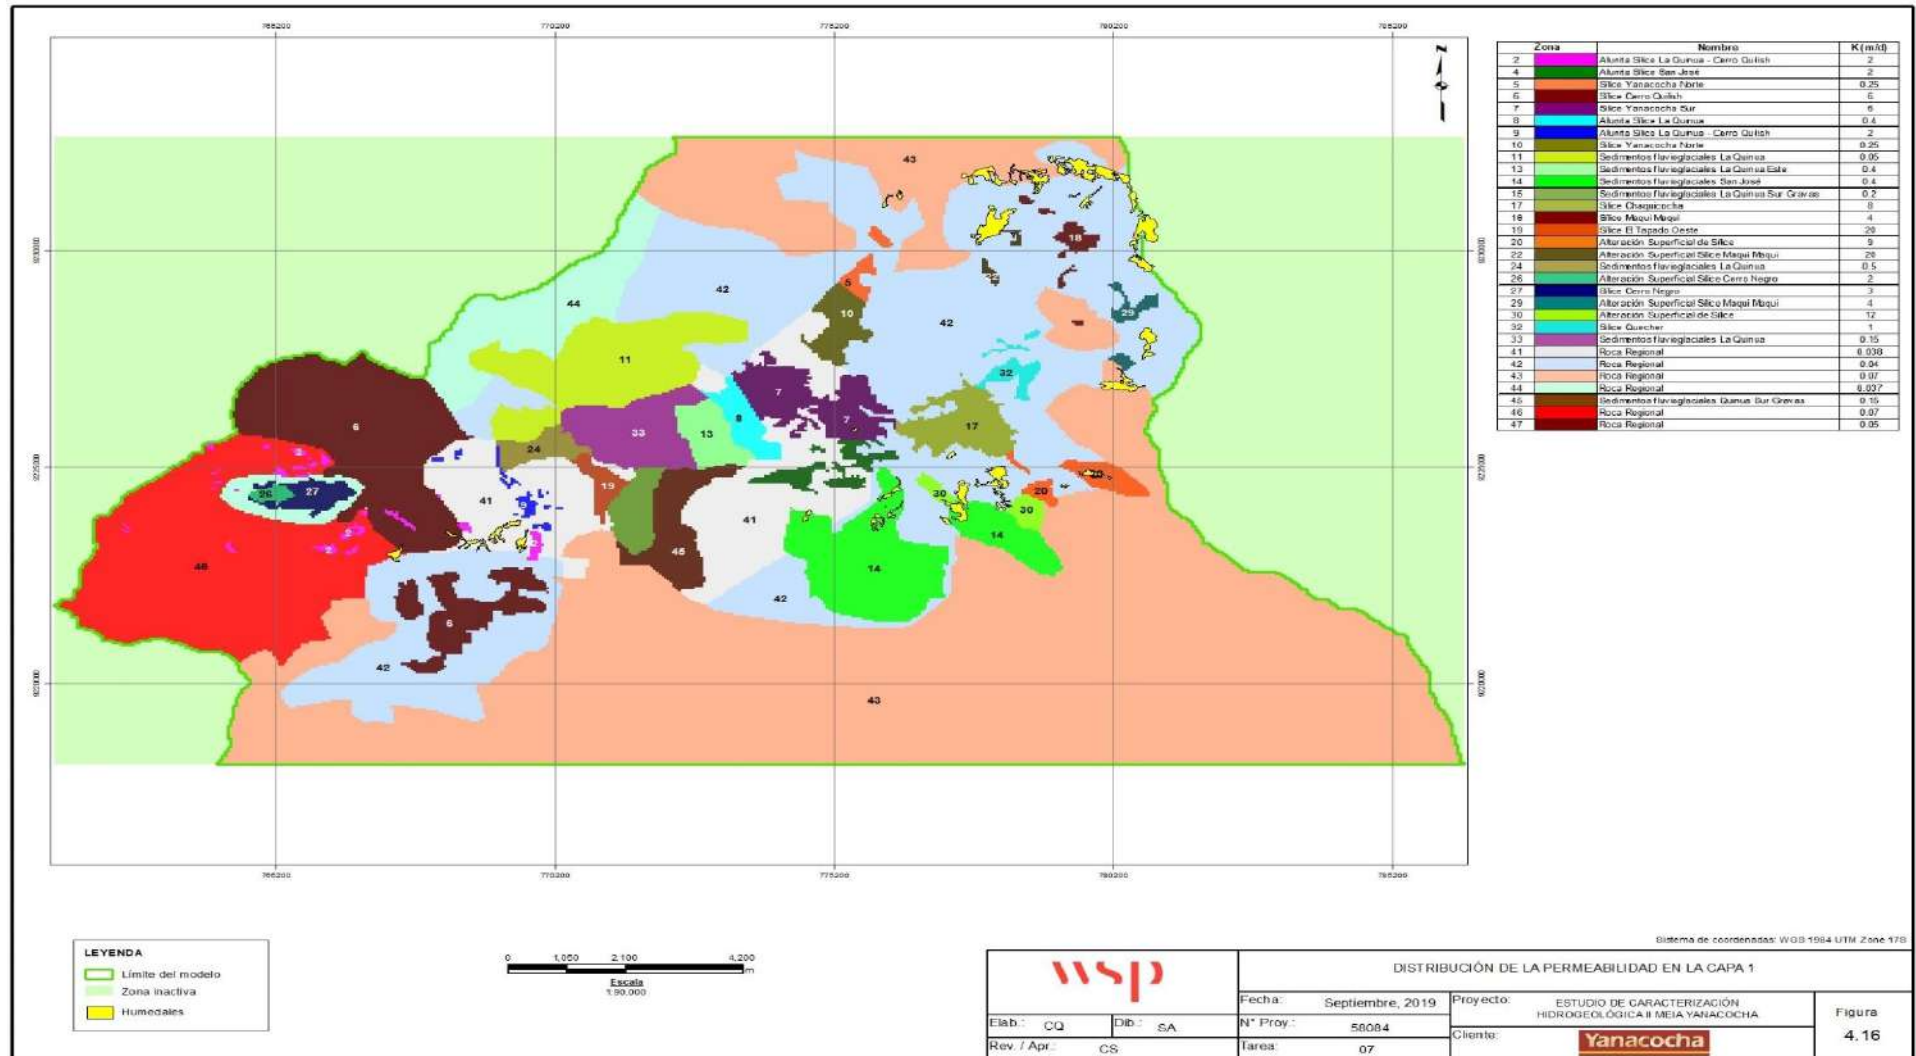 Zona Nombre K (m/d)
2 Alunita Sílice La Quinua - Cerro Quilish 2
4 Alunita Sílice San José 2
5 Sílice Yanacocha Norte 0.25
6 Sílice Cerro Quilish 6
7 Sílice Yanacocha Sur 6
8 Alunita Sílice La Quinua 0.4
9 Alunita Sílice La Quinua - Cerro Quilish 2
10 Sílice Yanacocha Norte 0.25
11 Sedimentos fluvioglaciales La Quinua 0.05
13 Sedimentos fluvioglaciales La Quinua Este 0.4
14 Sedimentos fluvioglaciales San José 0.4
15 Sedimentos fluvioglaciales La Quinua Sur Gravas 0.2
17 Sílice Chaquicocha 8
18 Sílice Maqui Maqui 4
19 Sílice El Tapado Oeste 20
20 Alteración Superficial de Sílice 9
22 Alteración Superficial Sílice Maqui Maqui 20
24 Sedimentos fluvioglaciales La Quinua 0.5
26 Alteración Superficial Sílice Cerro Negro 2
27 Sílice Cerro Negro 3
29 Alteración Superficial Sílice Maqui Maqui 4
30 Alteración Superficial de Sílice 12
32 Sílice Quecher 1
33 Sedimentos fluvioglaciales La Quinua 0.15
41 Roca Regional 0.038
42 Roca Regional 0.04
43 Roca Regional 0.07
44 Roca Regional 0.037
45 Sedimentos fluvioglaciales Quinua Sur Gravas 0.15
46 Roca Regional 0.07
47 Roca Regional 0.05
770200 775200 780200
N
43
18
42 44 5 10 42 29
11 32
7 7
6 33 13 8 17
24
2
26 27 19 41 41 30 20 20
9 30
2 2 2
46 45 14 14
42
6
42
43
770200 775200 780200
LEYENDA
Límite del modelo
Zona inactiva
Humedales
0 1,050 2,100 4,200
m
Escala
1:90,000
Sistema de coordenadas: WGS 1984 UTM Zone 17S
wsp
DISTRIBUCIÓN DE LA PERMEABILIDAD EN LA CAPA 1
Fecha: Septiembre, 2019
Proyecto: ESTUDIO DE CARACTERIZACIÓN
HIDROGEOLÓGICA II MEIA YANACOCHA
Figura
4.16
Elab.: CQ Dib.: SA
N° Proy.: 58084
Cliente: Yanacocha
Rev. / Apr.: CS
Tarea: 07